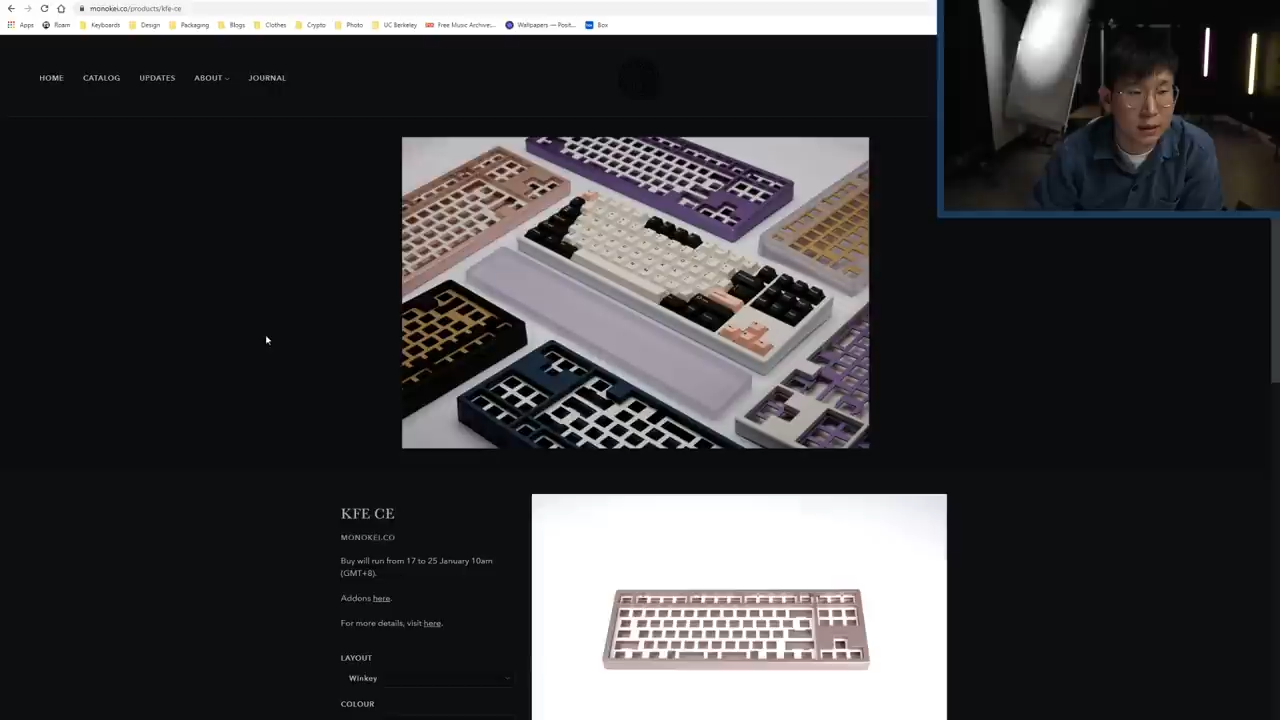 monokei.co/products/kfe-ce
Apps Roam Keyboards Design Packaging Blogs Clothes Crypto Photo UC Berkeley Free Music Archive:... Wallpapers — Posit... Box
HOME CATALOG UPDATES ABOUT JOURNAL
KFE CE
MONOKEI.CO
Buy will run from 17 to 25 January 10am
(GMT+8).
Addons here.
For more details, visit here.
LAYOUT
Winkey
COLOUR